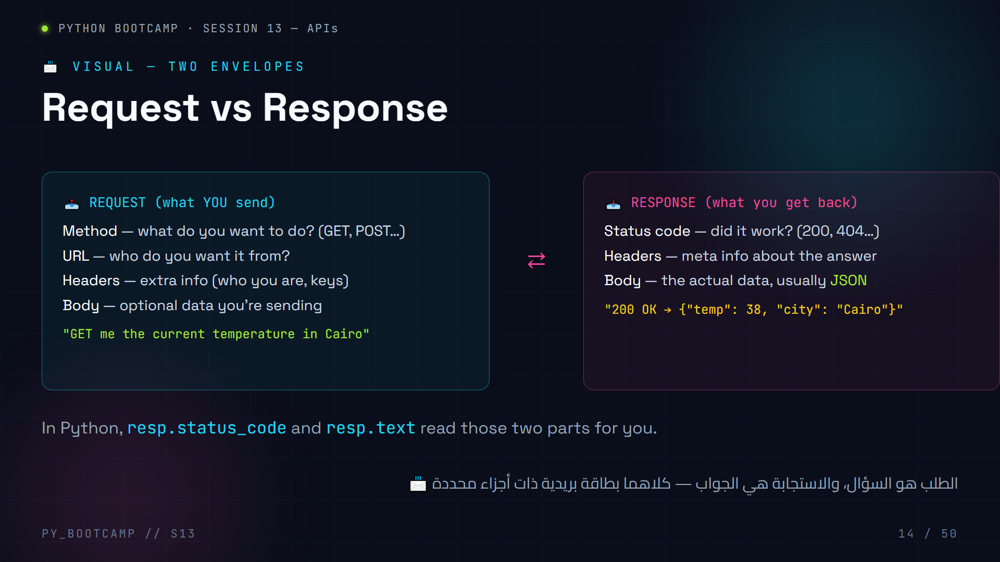 PYTHON BOOTCAMP · SESSION 13 — APIs
VISUAL — TWO ENVELOPES
Request vs Response
REQUEST (what YOU send)
Method — what do you want to do? (GET, POST…)
URL — who do you want it from?
Headers — extra info (who you are, keys)
Body — optional data you’re sending
"GET me the current temperature in Cairo"
⇄
RESPONSE (what you get back)
Status code — did it work? (200, 404…)
Headers — meta info about the answer
Body — the actual data, usually JSON
"200 OK → {"temp": 38, "city": "Cairo"}"
In Python, resp.status_code and resp.text read those two parts for you.
الطلب هو السؤال، والاستجابة هي الجواب — كلاهما بطاقة بريدية ذات أجزاء محددة
PY_BOOTCAMP // S13
14 / 50